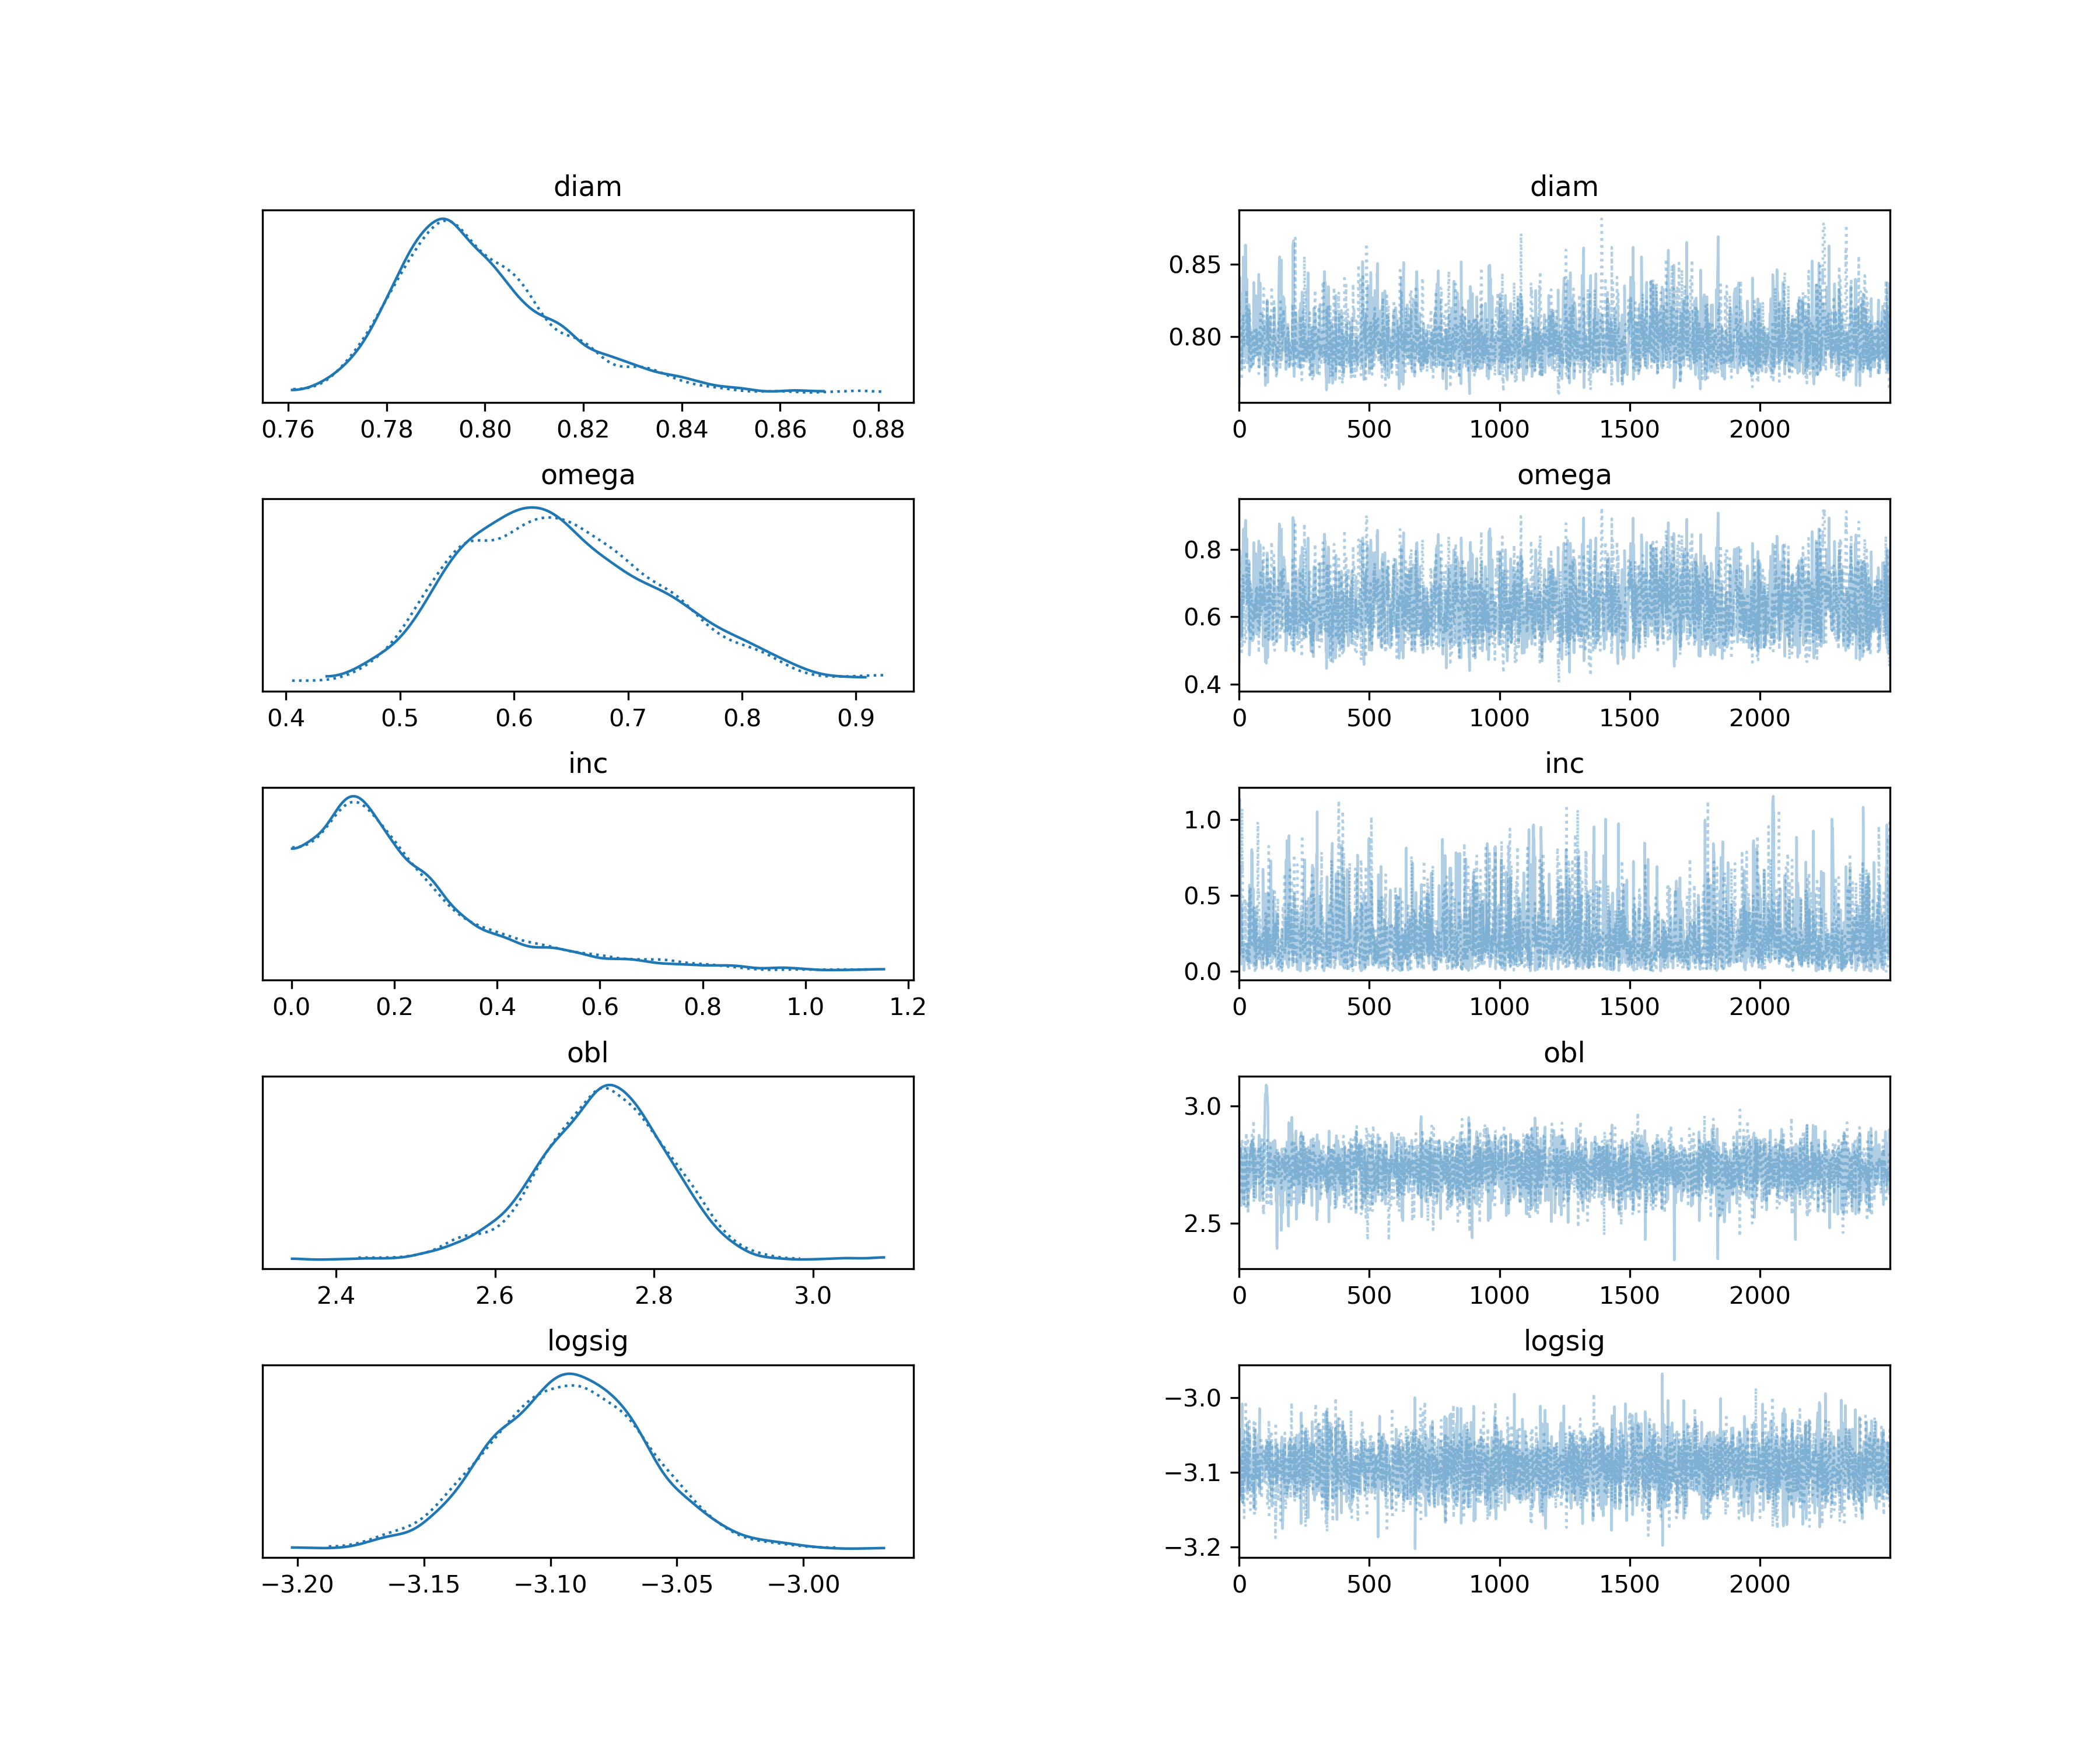 diam diam
0.85
0.80
0.76 0.78 0.80 0.82 0.84 0.86 0.88 0 500 1000 1500 2000
omega omega
0.8
0.6
0.4
0.4 0.5 0.6 0.7 0.8 0.9 0 500 1000 1500 2000
inc inc
1.0
0.5
0.0
0.0 0.2 0.4 0.6 0.8 1.0 1.2 0 500 1000 1500 2000
obl obl
3.0
2.5
2.4 2.6 2.8 3.0 0 500 1000 1500 2000
logsig logsig
−3.0
−3.1
−3.2
−3.20 −3.15 −3.10 −3.05 −3.00 0 500 1000 1500 2000